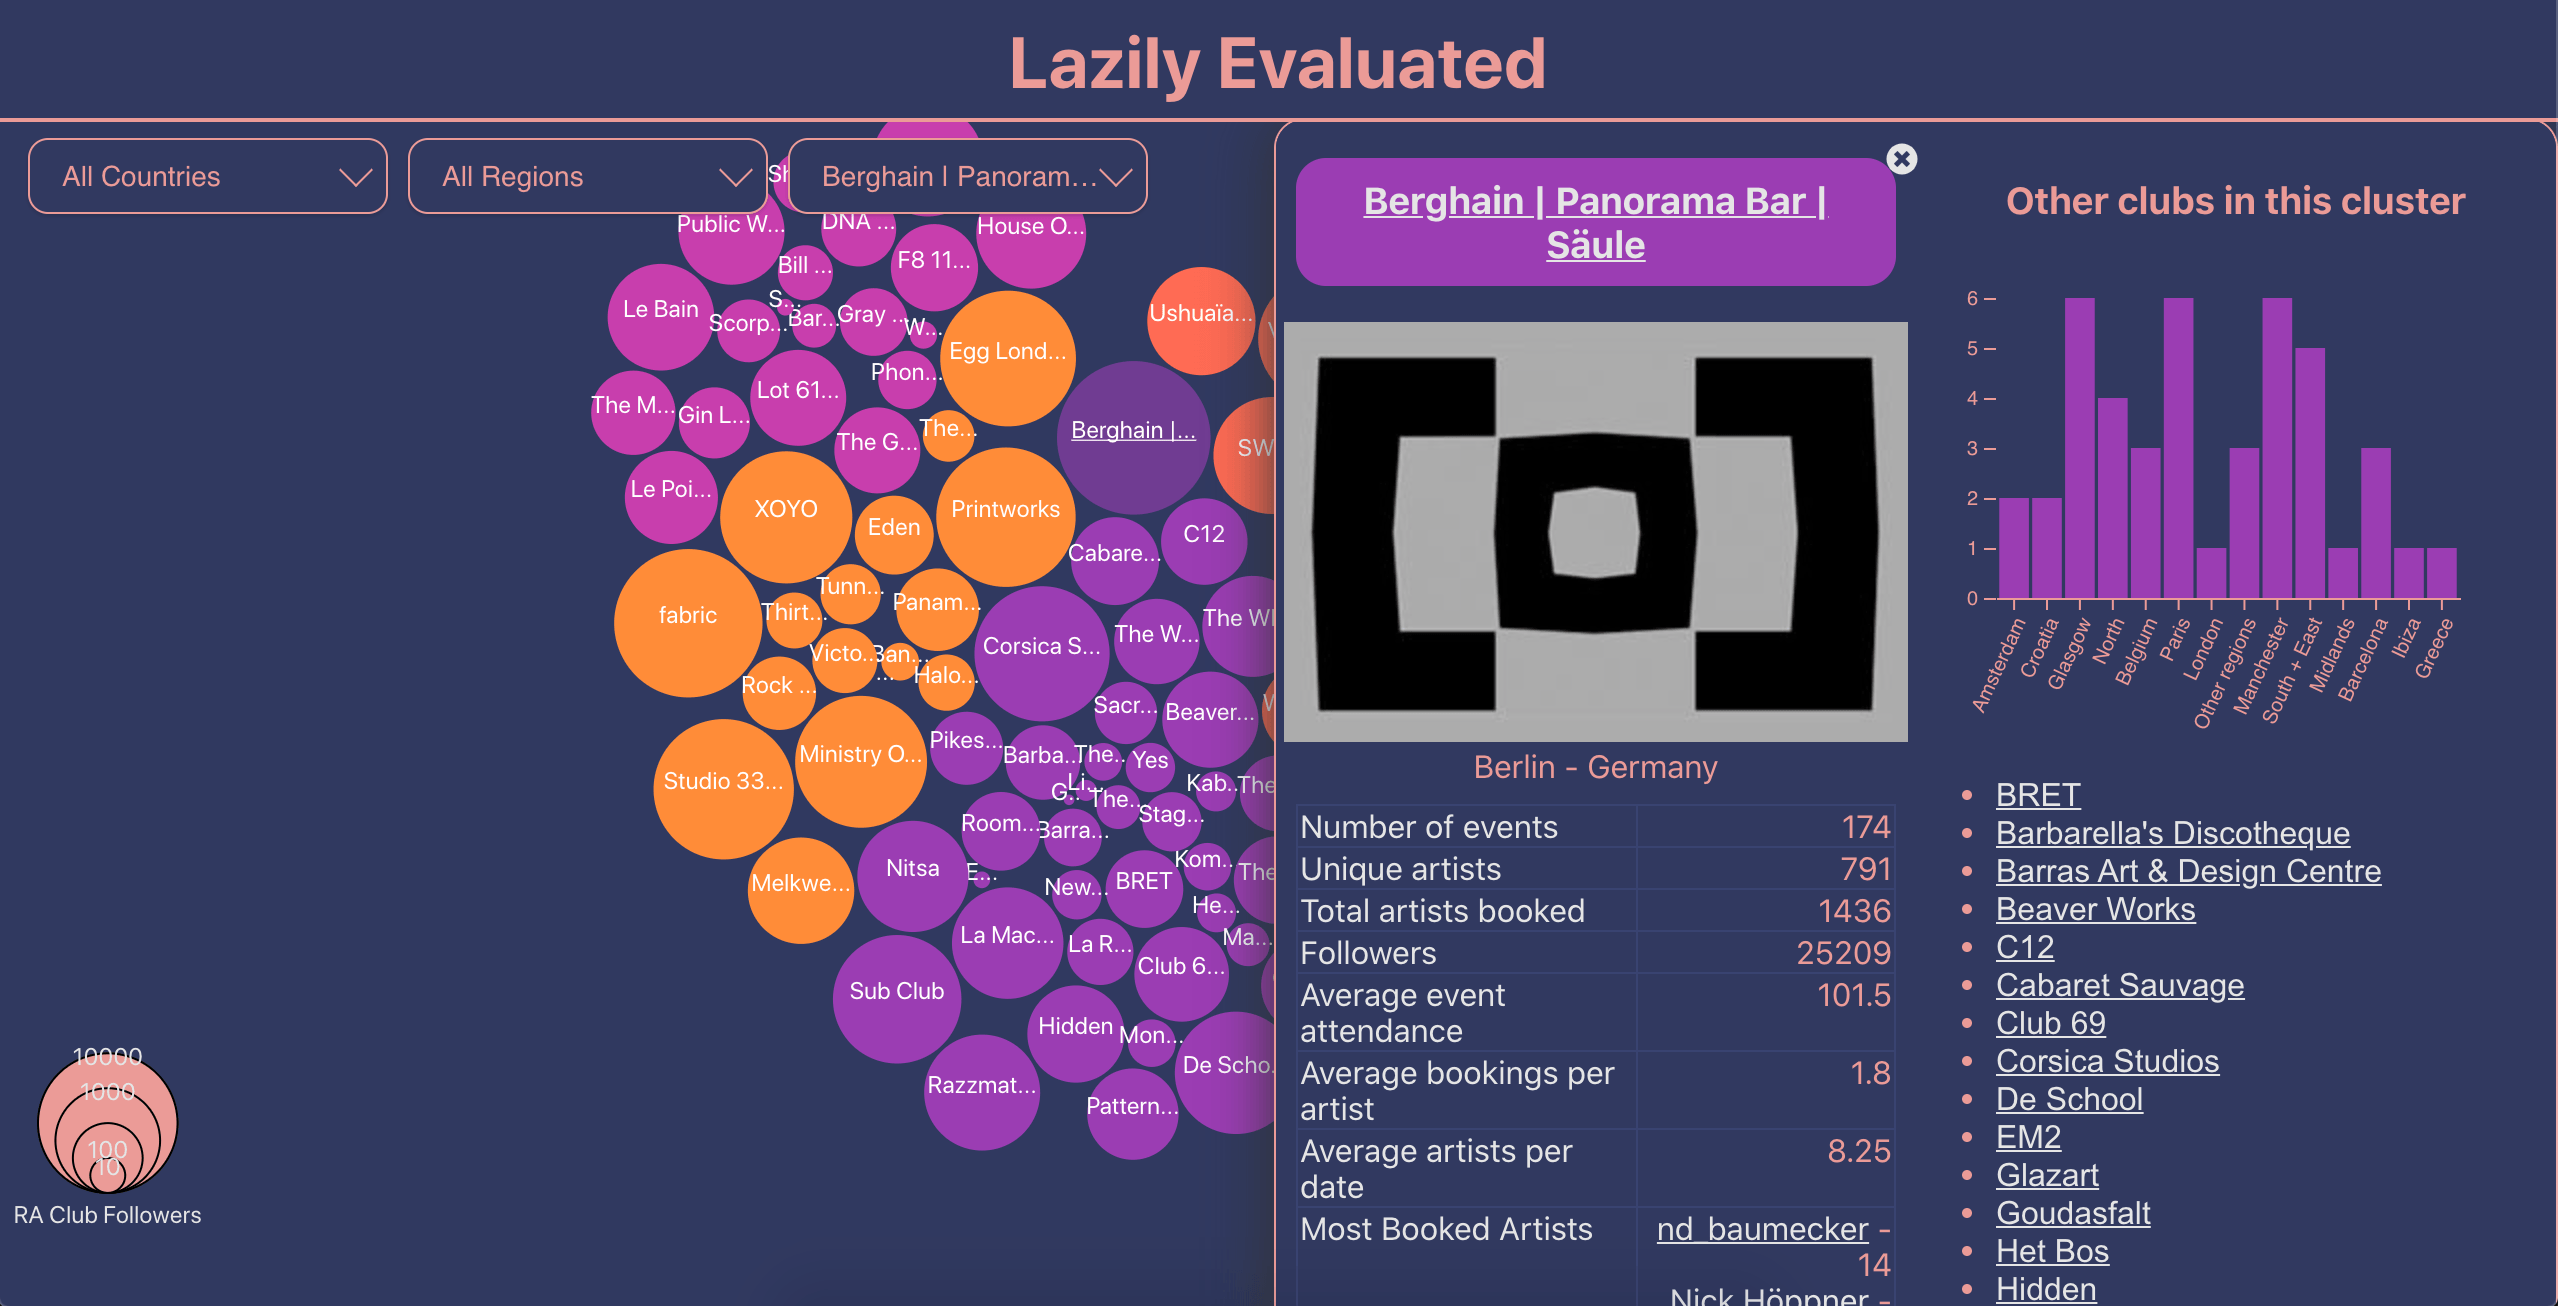 Lazily Evaluated
All Countries
All Regions
Berghain | Panoram...
Sh
Public W...
DNA ...
House O...
Bill ...
F8 11...
Le Bain
S...
Scorp...
Bar...
Gray ...
W...
Egg Lond...
Ushuaïa...
Phon...
Lot 61...
The M...
Gin L...
The G...
The...
Berghain |...
SW
Le Poi...
XOYO
Eden
Printworks
Cabare...
C12
Tunn...
Thirt...
Panam...
fabric
Corsica S...
The W...
The Wh
Victo...
...
Ban...
Halo...
Rock ...
Sacr...
Beaver...
W
Studio 33...
Ministry O...
Pikes...
Barba...
The...
Yes
Li...
G...
The...
Kab...
The
Stag...
Room...
Barra...
Melkwe...
Nitsa
E...
New...
BRET
Kom...
The
He...
La Mac...
La R...
Ma...
Club 6...
Sub Club
Hidden
Mon...
De Scho.
Razzmat...
Pattern...
10000
1000
100
10
RA Club Followers
Berghain | Panorama Bar |
Säule
Berlin - Germany
Number of events 174
Unique artists 791
Total artists booked 1436
Followers 25209
Average event 101.5
attendance
Average bookings per 1.8
artist
Average artists per 8.25
date
Most Booked Artists nd_baumecker -
14
Nick Höppner -
Other clubs in this cluster
6
5
4
3
2
1
0
Amsterdam
Croatia
Glasgow
North
Belgium
Paris
London
Other regions
Manchester
South + East
Midlands
Barcelona
Ibiza
Greece
BRET
Barbarella's Discotheque
Barras Art & Design Centre
Beaver Works
C12
Cabaret Sauvage
Club 69
Corsica Studios
De School
EM2
Glazart
Goudasfalt
Het Bos
Hidden